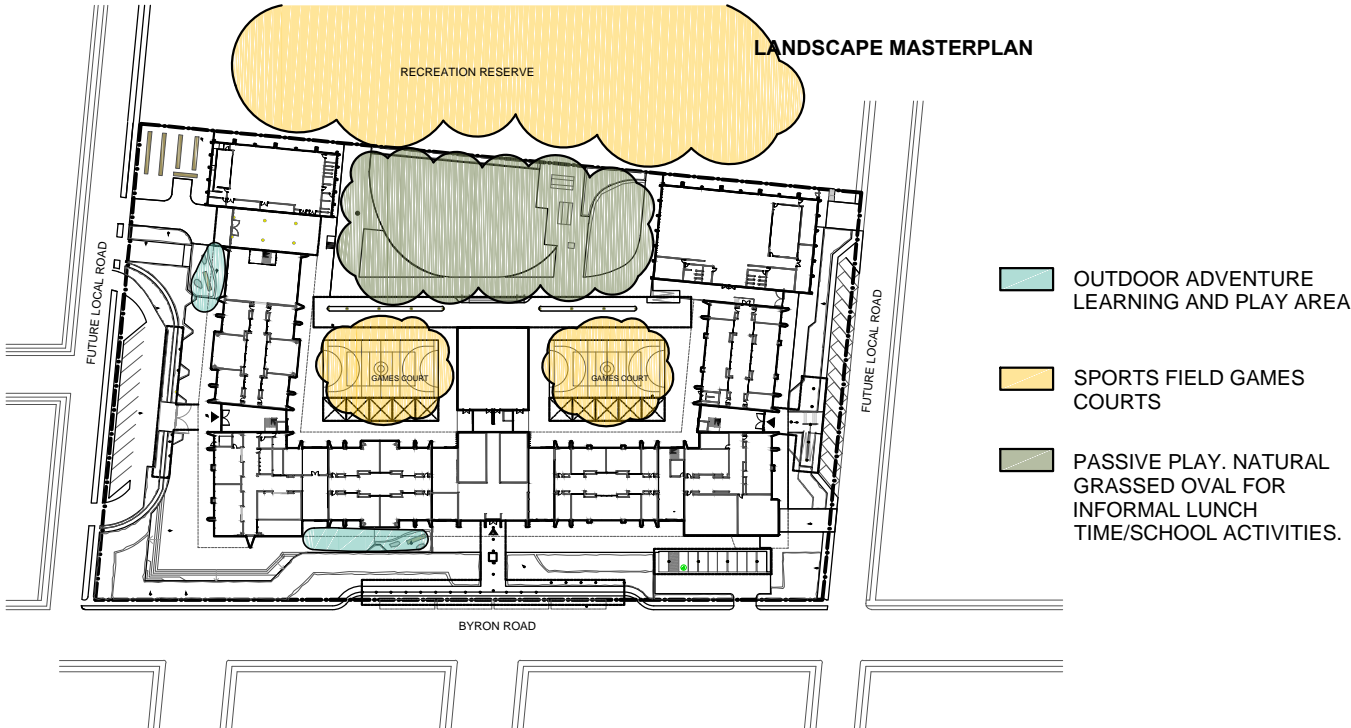 LANDSCAPE MASTERPLAN
RECREATION RESERVE
FUTURE LOCAL ROAD
GAMES COURT
GAMES COURT
FUTURE LOCAL ROAD
BYRON ROAD
OUTDOOR ADVENTURE
LEARNING AND PLAY AREA
SPORTS FIELD GAMES
COURTS
PASSIVE PLAY. NATURAL
GRASSED OVAL FOR
INFORMAL LUNCH
TIME/SCHOOL ACTIVITIES.